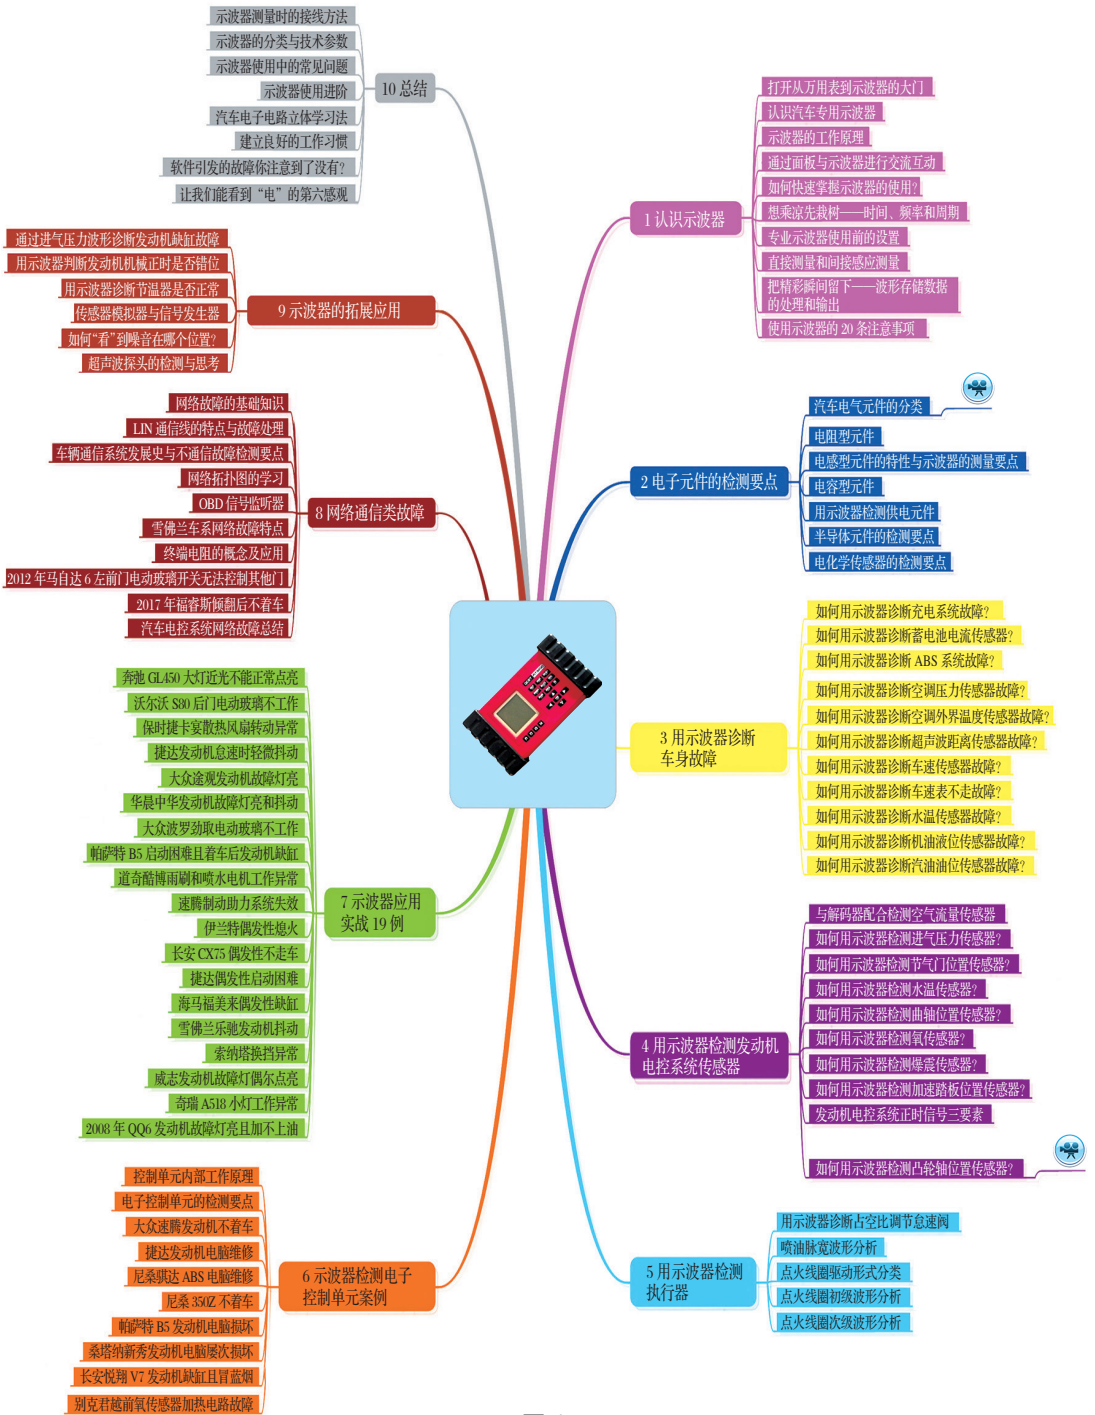 1 认识示波器
打开从万用表到示波器的大门
认识汽车专用示波器
示波器的工作原理
通过面板与示波器进行交流互动
如何快速掌握示波器的使用?
想乘凉先栽树——时间、频率和周期
专业示波器使用前的设置
直接测量和间接感应测量
把精彩瞬间留下——波形存储数据
的处理和输出
使用示波器的 20 条注意事项
2 电子元件的检测要点
汽车电气元件的分类
电阻型元件
电感型元件的特性与示波器的测量要点
电容型元件
用示波器检测供电元件
半导体元件的检测要点
电化学传感器的检测要点
3 用示波器诊断
车身故障
如何用示波器诊断充电系统故障?
如何用示波器诊断蓄电池电流传感器?
如何用示波器诊断 ABS 系统故障?
如何用示波器诊断空调压力传感器故障?
如何用示波器诊断空调外界温度传感器故障?
如何用示波器诊断超声波距离传感器故障?
如何用示波器诊断车速传感器故障?
如何用示波器诊断车速表不走故障?
如何用示波器诊断水温传感器故障?
如何用示波器诊断机油液位传感器故障?
如何用示波器诊断汽油油位传感器故障?
4 用示波器检测发动机
电控系统传感器
与解码器配合检测空气流量传感器
如何用示波器检测进气压力传感器?
如何用示波器检测节气门位置传感器?
如何用示波器检测水温传感器?
如何用示波器检测曲轴位置传感器?
如何用示波器检测氧传感器?
如何用示波器检测爆震传感器?
如何用示波器检测加速踏板位置传感器?
发动机电控系统正时信号三要素
如何用示波器检测凸轮轴位置传感器?
5 用示波器检测
执行器
用示波器诊断占空比调节怠速阀
喷油脉宽波形分析
点火线圈驱动形式分类
点火线圈初级波形分析
点火线圈次级波形分析
6 示波器检测电子
控制单元案例
控制单元内部工作原理
电子控制单元的检测要点
大众速腾发动机不着车
捷达发动机电脑维修
尼桑骐达 ABS 电脑维修
尼桑 350Z 不着车
帕萨特 B5 发动机电脑损坏
桑塔纳新秀发动机电脑屡次损坏
长安悦翔 V7 发动机缺缸且冒蓝烟
别克君越前氧传感器加热电路故障
7 示波器应用
实战 19 例
奔驰 GL450 大灯近光不能正常点亮
沃尔沃 S80 后门电动玻璃不工作
保时捷卡宴散热风扇转动异常
捷达发动机怠速时轻微抖动
大众途观发动机故障灯亮
华晨中华发动机故障灯亮和抖动
大众波罗劲取电动玻璃不工作
帕萨特 B5 启动困难且着车后发动机缺缸
道奇酷博雨刷和喷水电机工作异常
速腾制动助力系统失效
伊兰特偶发性熄火
长安 CX75 偶发性不走车
捷达偶发性启动困难
海马福美来偶发性缺缸
雪佛兰乐驰发动机抖动
索纳塔换挡异常
威志发动机故障灯偶尔点亮
奇瑞 A518 小灯工作异常
2008 年 QQ6 发动机故障灯亮且加不上油
8 网络通信类故障
网络故障的基础知识
LIN 通信线的特点与故障处理
车辆通信系统发展史与不通信故障检测要点
网络拓扑图的学习
OBD 信号监听器
雪佛兰车系网络故障特点
终端电阻的概念及应用
2012 年马自达 6 左前门电动玻璃开关无法控制其他门
2017 年福睿斯倾翻后不着车
汽车电控系统网络故障总结
9 示波器的拓展应用
通过进气压力波形诊断发动机缺缸故障
用示波器判断发动机机械正时是否错位
用示波器诊断节温器是否正常
传感器模拟器与信号发生器
如何“看”到噪音在哪个位置?
超声波探头的检测与思考
10 总结
示波器测量时的接线方法
示波器的分类与技术参数
示波器使用中的常见问题
示波器使用进阶
汽车电子电路立体学习法
建立良好的工作习惯
软件引发的故障你注意到了没有?
让我们能看到“电”的第六感观